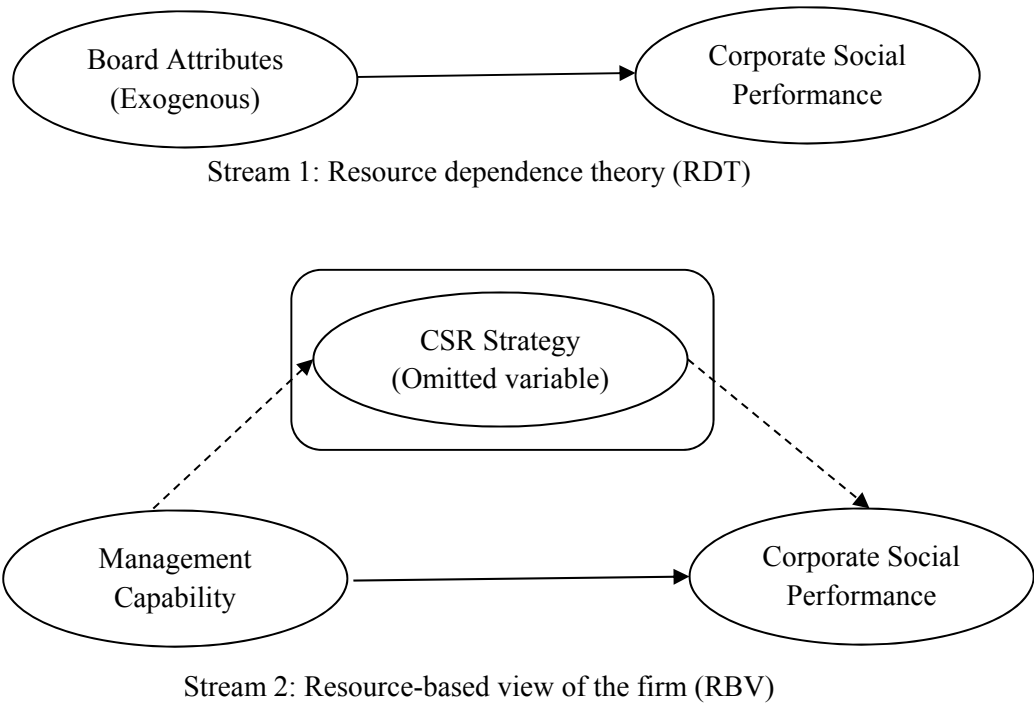 Board Attributes
(Exogenous)
Corporate Social
Performance
Stream 1: Resource dependence theory (RDT)
CSR Strategy
(Omitted variable)
Management
Capability
Corporate Social
Performance
Stream 2: Resource-based view of the firm (RBV)